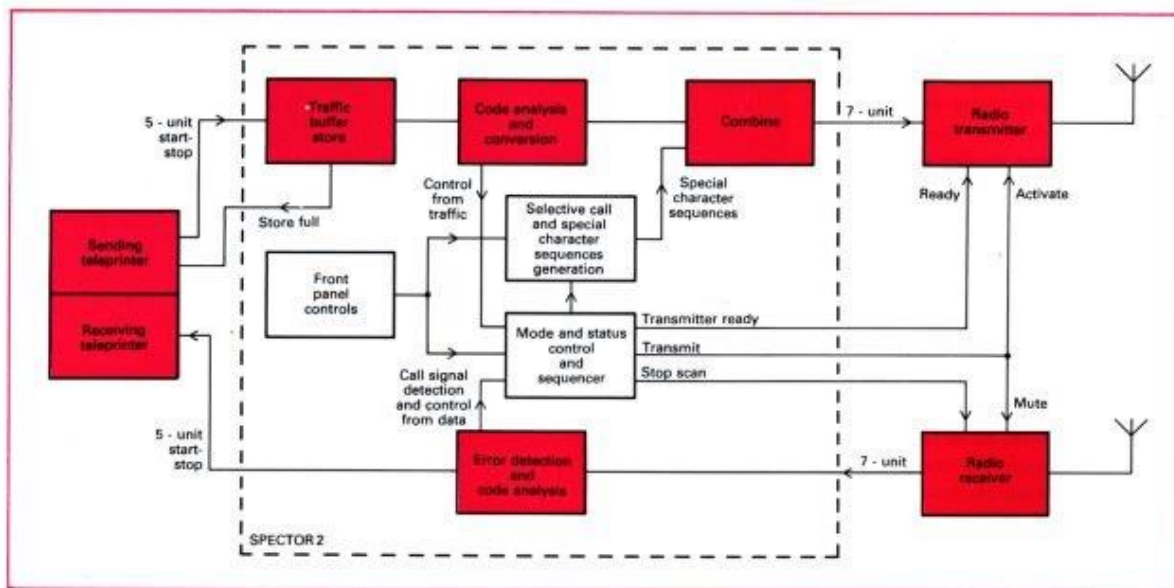 5 - unit
start-
stop
Traffic
buffer
store
Code analysis
and
conversion
Combine
7 - unit
Radio
transmitter
Store full
Control
from
traffic
Special
character
sequences
Ready
Activate
Sending
teleprinter
Selective call
and special
character
sequences
generation
Front
panel
controls
Receiving
teleprinter
Mode and status
control
and
sequencer
Transmitter ready
Transmit
Stop scan
Call signal
detection
and control
from data
Mute
5 - unit
start-
stop
Error detection
and
code analysis
7 - unit
Radio
receiver
SPECTOR 2